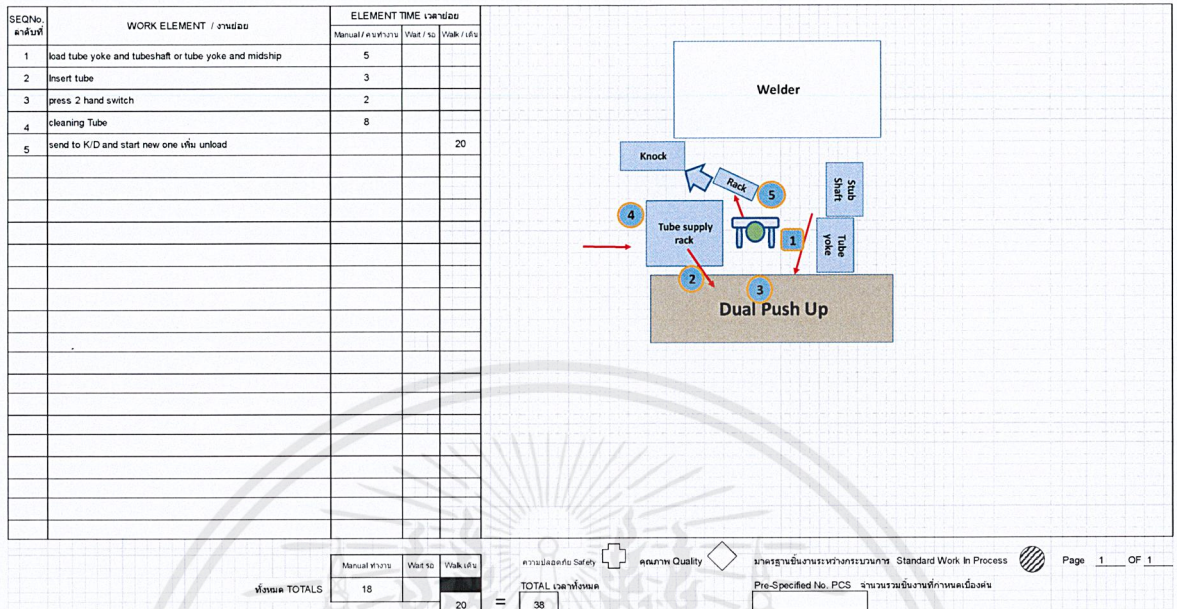 SEQNo. WORK ELEMENT / งานย่อย ELEMENT TIME เวลาย่อย
ลำดับที่ Manual / คนทำงาน Wait / รอ Walk / เดิน
1 load tube yoke and tubeshaft or tube yoke and midship 5
2 Insert tube 3
3 press 2 hand switch 2
4 cleaning Tube 8
5 send to K/D and start new one เพิ่ม unload 20
Welder
Knock
Rack
5
Stub
Shaft
4
Tube supply
rack
1
Tube
yoke
2
3
Dual Push Up
Manual ทำงาน Wait รอ Walk เดิน
ความปลอดภัย Safety คุณภาพ Quality มาตรฐานชิ้นงานระหว่างกระบวนการ Standard Work In Process Page 1 OF 1
ทั้งหมด TOTALS 18
TOTAL เวลาทั้งหมด Pre-Specified No. PCS จำนวนรวมชิ้นงานที่กำหนดเบื้องต้น
20 = 38